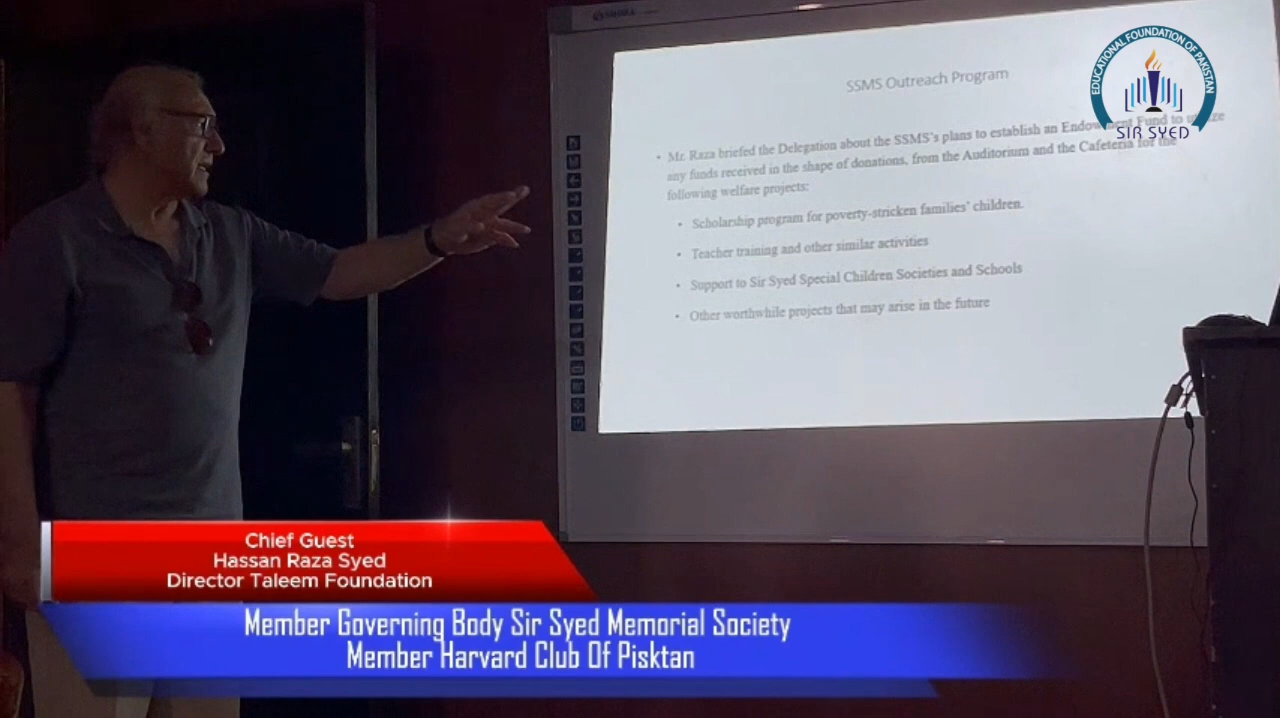 SSMS Outreach Program
EDUCATIONAL FOUNDATION OF PAKISTAN
SIR SYED
• Mr. Raza briefed the Delegation about the SSMS's plans to establish an Endowment Fund to utilize
any funds received in the shape of donations, from the Auditorium and the Cafeteria for the
following welfare projects:
• Scholarship program for poverty-stricken families' children.
• Teacher training and other similar activities
• Support to Sir Syed Special Children Societies and Schools
• Other worthwhile projects that may arise in the future
Chief Guest
Hassan Raza Syed
Director Taleem Foundation
Member Governing Body Sir Syed Memorial Society
Member Harvard Club Of Pisktan